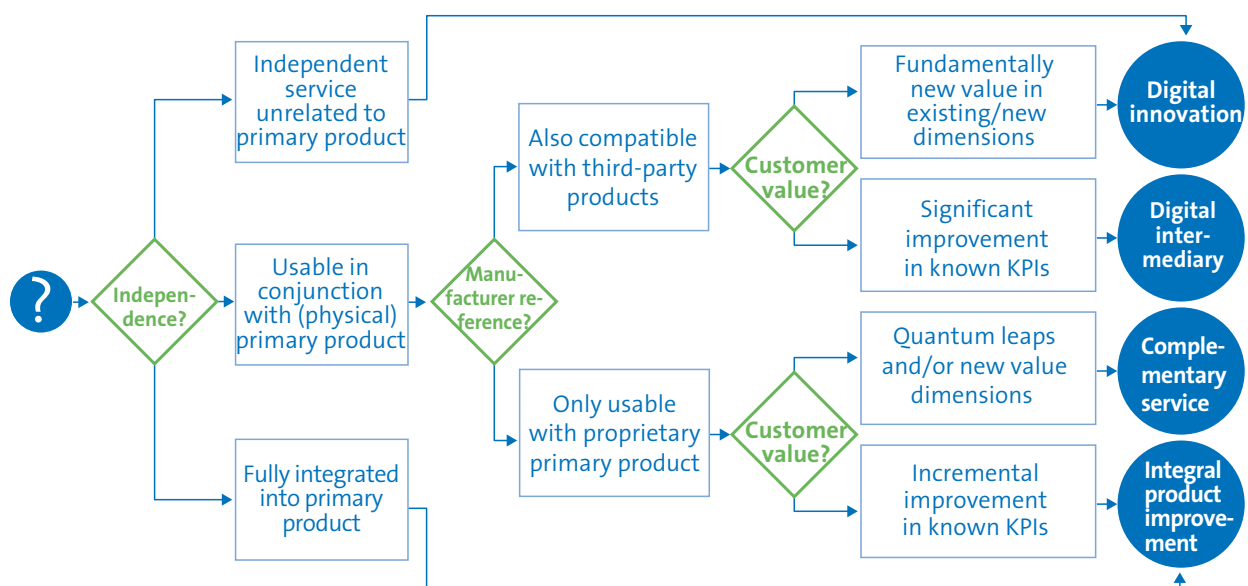 ?
Indepen-
dence?
Independent
service
unrelated to
primary product
Usable in
conjunction
with (physical)
primary product
Fully integrated
into primary
product
Manu-
facturer re-
ference?
Also compatible
with third-party
products
Only usable
with proprietary
primary product
Customer
value?
Customer
value?
Fundamentally
new value in
existing/new
dimensions
Significant
improvement
in known KPIs
Quantum leaps
and/or new value
dimensions
Incremental
improvement
in known KPIs
Digital
innovation
Digital
inter-
mediary
Comple-
mentary
service
Integral
product
improve-
ment